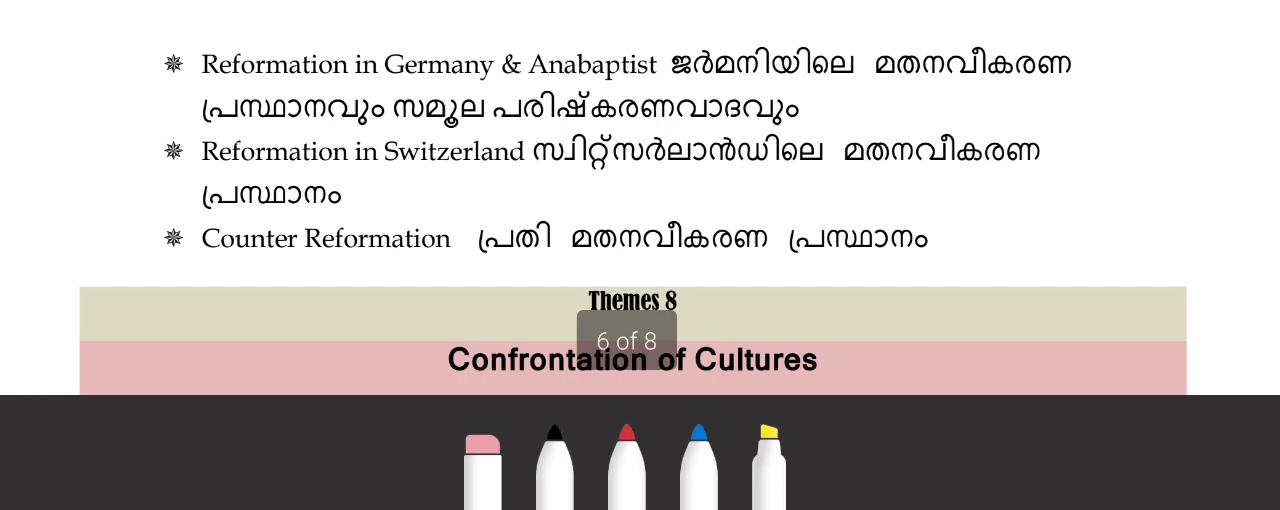 ✵ Reformation in Germany & Anabaptist ജർമനിയിലെ മതനവീകരണ
പ്രസ്ഥാനവും സമൂല പരിഷ്കരണവാദവും
✵ Reformation in Switzerland സ്വിറ്റ്സർലാൻഡിലെ മതനവീകരണ
പ്രസ്ഥാനം
✵ Counter Reformation പ്രതി മതനവീകരണ പ്രസ്ഥാനം
Themes 8
6 of 8
Confrontation of Cultures